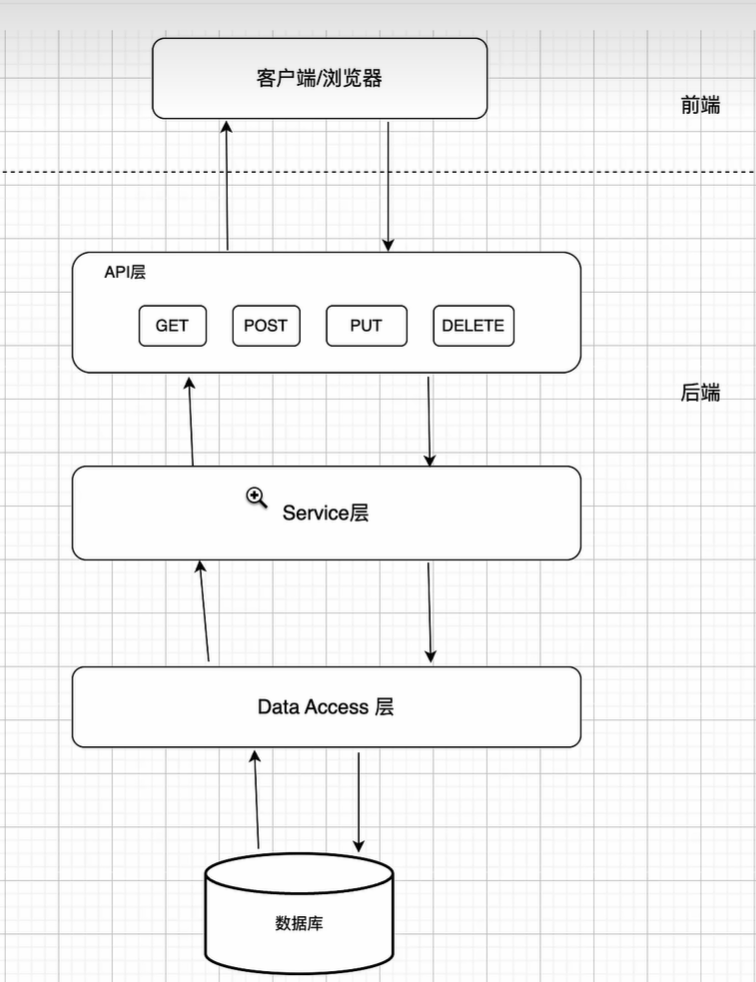 客户端/浏览器
前端
API层
GET POST PUT DELETE
后端
Service层
Data Access 层
数据库